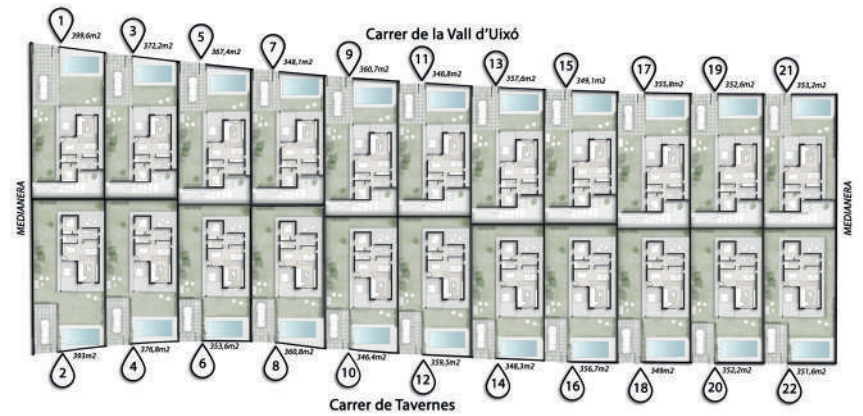 Carrer de la Vall d'Uixó
1
399,6m2
3
372,2m2
5
367,4m2
7
348,1m2
9
360,7m2
11
346,8m2
13
357,6m2
15
349,1m2
17
355,8m2
19
352,6m2
21
353,2m2
MEDIANERA
MEDIANERA
2
393m2
4
376,8m2
6
353,6m2
8
360,8m2
10
346,4m2
12
359,5m2
14
348,3m2
16
356,7m2
18
349m2
20
352,2m2
22
351,6m2
Carrer de Tavernes